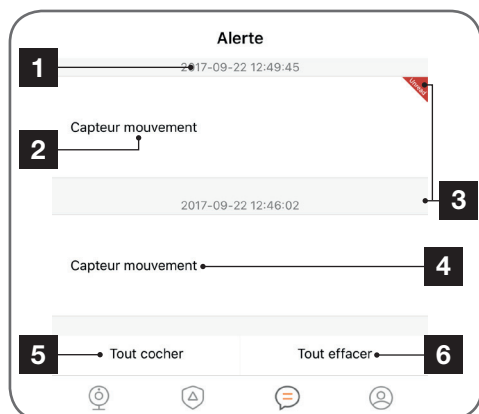 Alerte
1
2017-09-22 12:49:45
Unread
Capteur mouvement
2
3
2017-09-22 12:46:02
Capteur mouvement
4
5
Tout cocher
Tout effacer
6